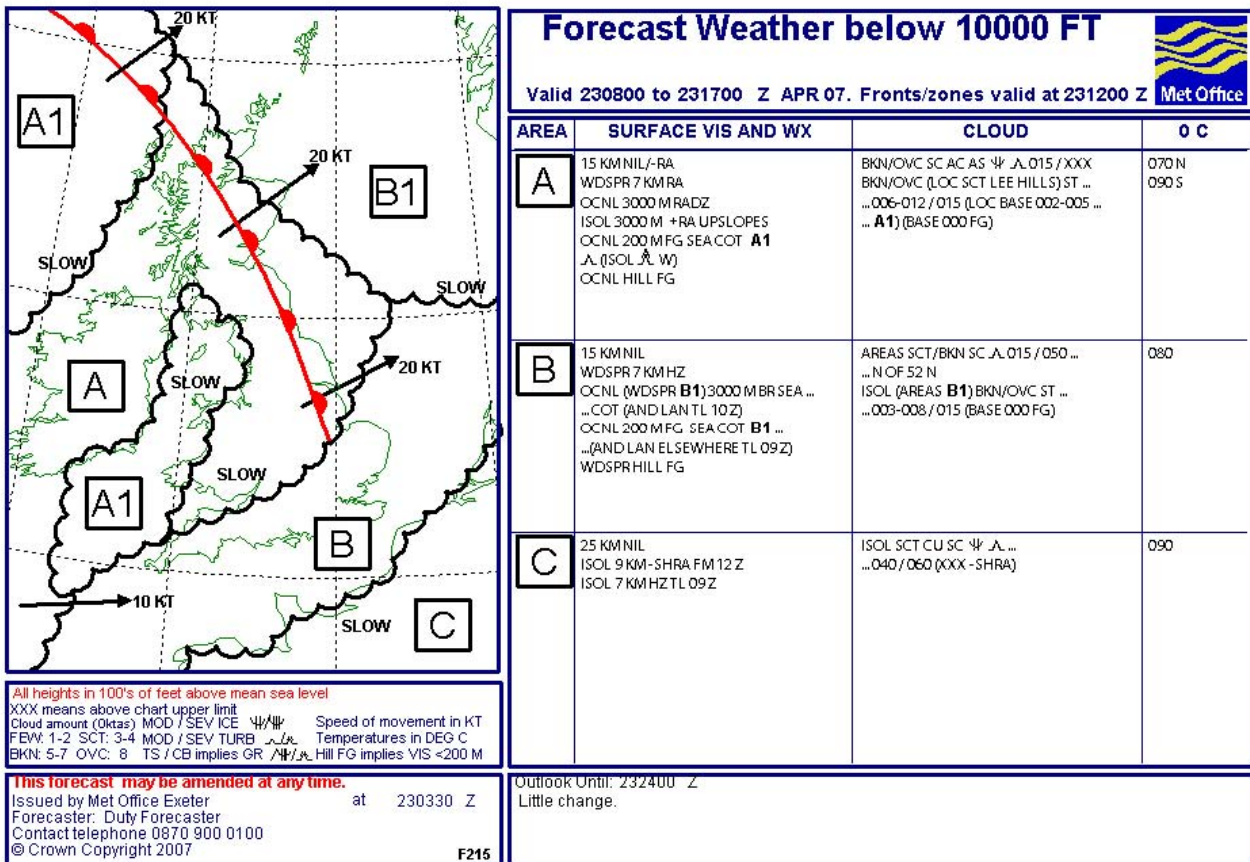 20 KT
A1
20 KT
B1
SLOW
SLOW
A
SLOW
20 KT
SLOW
A1
B
10 KT
SLOW
C
All heights in 100's of feet above mean sea level
XXX means above chart upper limit
Cloud amount (Oktas) MOD / SEV ICE Speed of movement in KT
FEW: 1-2 SCT: 3-4 MOD / SEV TURB Temperatures in DEG C
BKN: 5-7 OVC: 8 TS / CB implies GR Hill FG implies VIS <200 M
This forecast may be amended at any time.
Issued by Met Office Exeter at 230330 Z
Forecaster: Duty Forecaster
Contact telephone 0870 900 0100
© Crown Copyright 2007
F215
Forecast Weather below 10000 FT
Valid 230800 to 231700 Z APR 07. Fronts/zones valid at 231200 Z
Met Office
AREA SURFACE VIS AND WX CLOUD 0 C
A
15 KM NIL/-RA
WDSPR 7 KM RA
OCNL 3000 M RADZ
ISOL 3000 M +RA UPSLOPES
OCNL 200 M FG SEA COT A1
(ISOL W)
OCNL HILL FG
BKN/OVC SC AC AS 015 / XXX
BKN/OVC (LOC SCT LEE HILLS) ST ...
...006-012 / 015 (LOC BASE 002-005 ...
... A1) (BASE 000 FG)
070 N
090 S
B
15 KM NIL
WDSPR 7 KM HZ
OCNL (WDSPR B1) 3000 M BR SEA ...
...COT (AND LAN TL 10 Z)
OCNL 200 M FG SEA COT B1 ...
...(AND LAN ELSEWHERE TL 09 Z)
WDSPR HILL FG
AREAS SCT/BKN SC 015 / 050 ...
...N OF 52 N
ISOL (AREAS B1) BKN/OVC ST ...
...003-008 / 015 (BASE 000 FG)
080
C
25 KM NIL
ISOL 9 KM -SHRA FM 12 Z
ISOL 7 KM HZ TL 09 Z
ISOL SCT CU SC ...
...040 / 060 (XXX -SHRA)
090
Outlook Until: 232400 Z
Little change.